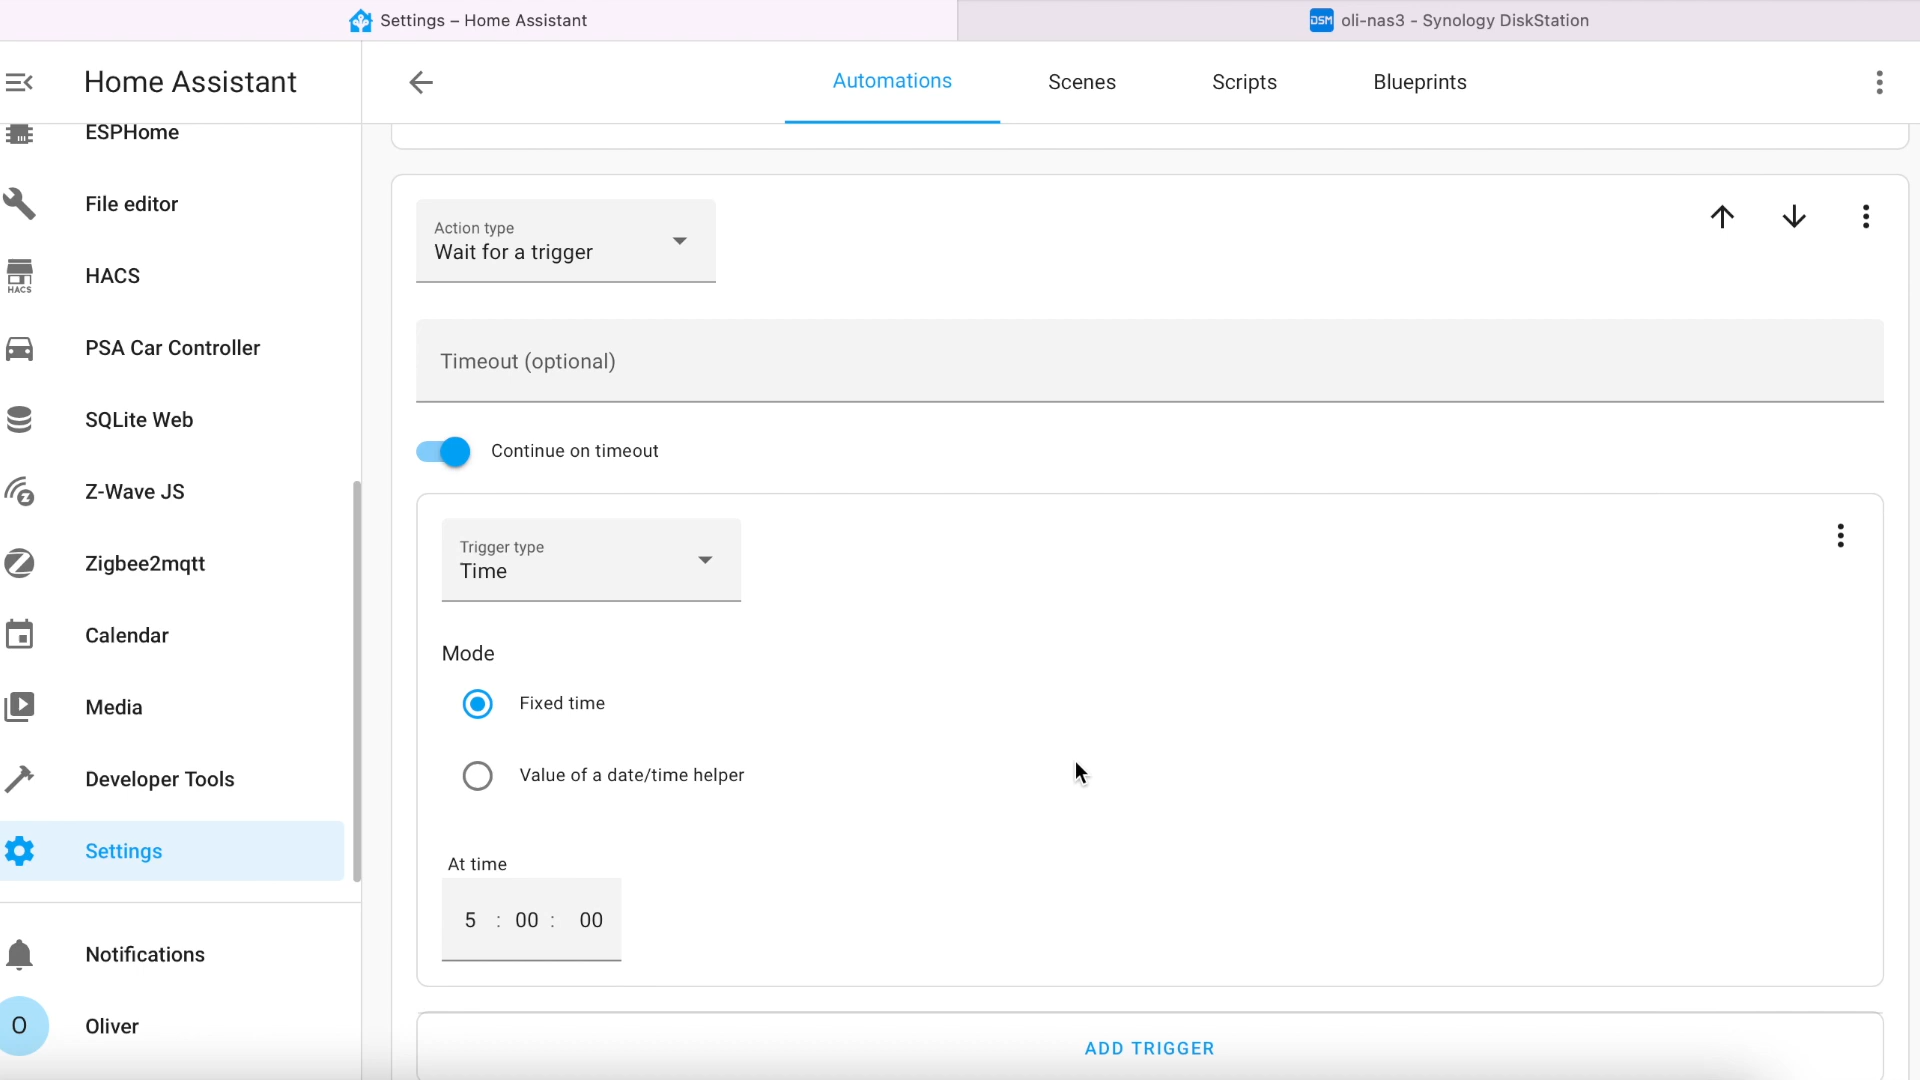 Settings – Home Assistant
DSM oli-nas3 - Synology DiskStation
Home Assistant
Automations
Scenes
Scripts
Blueprints
ESPHome
File editor
HACS
HACS
PSA Car Controller
SQLite Web
Z-Wave JS
Zigbee2mqtt
Calendar
Media
Developer Tools
Settings
Notifications
O
Oliver
Action type
Wait for a trigger
Timeout (optional)
Continue on timeout
Trigger type
Time
Mode
Fixed time
Value of a date/time helper
At time
5 : 00 : 00
ADD TRIGGER